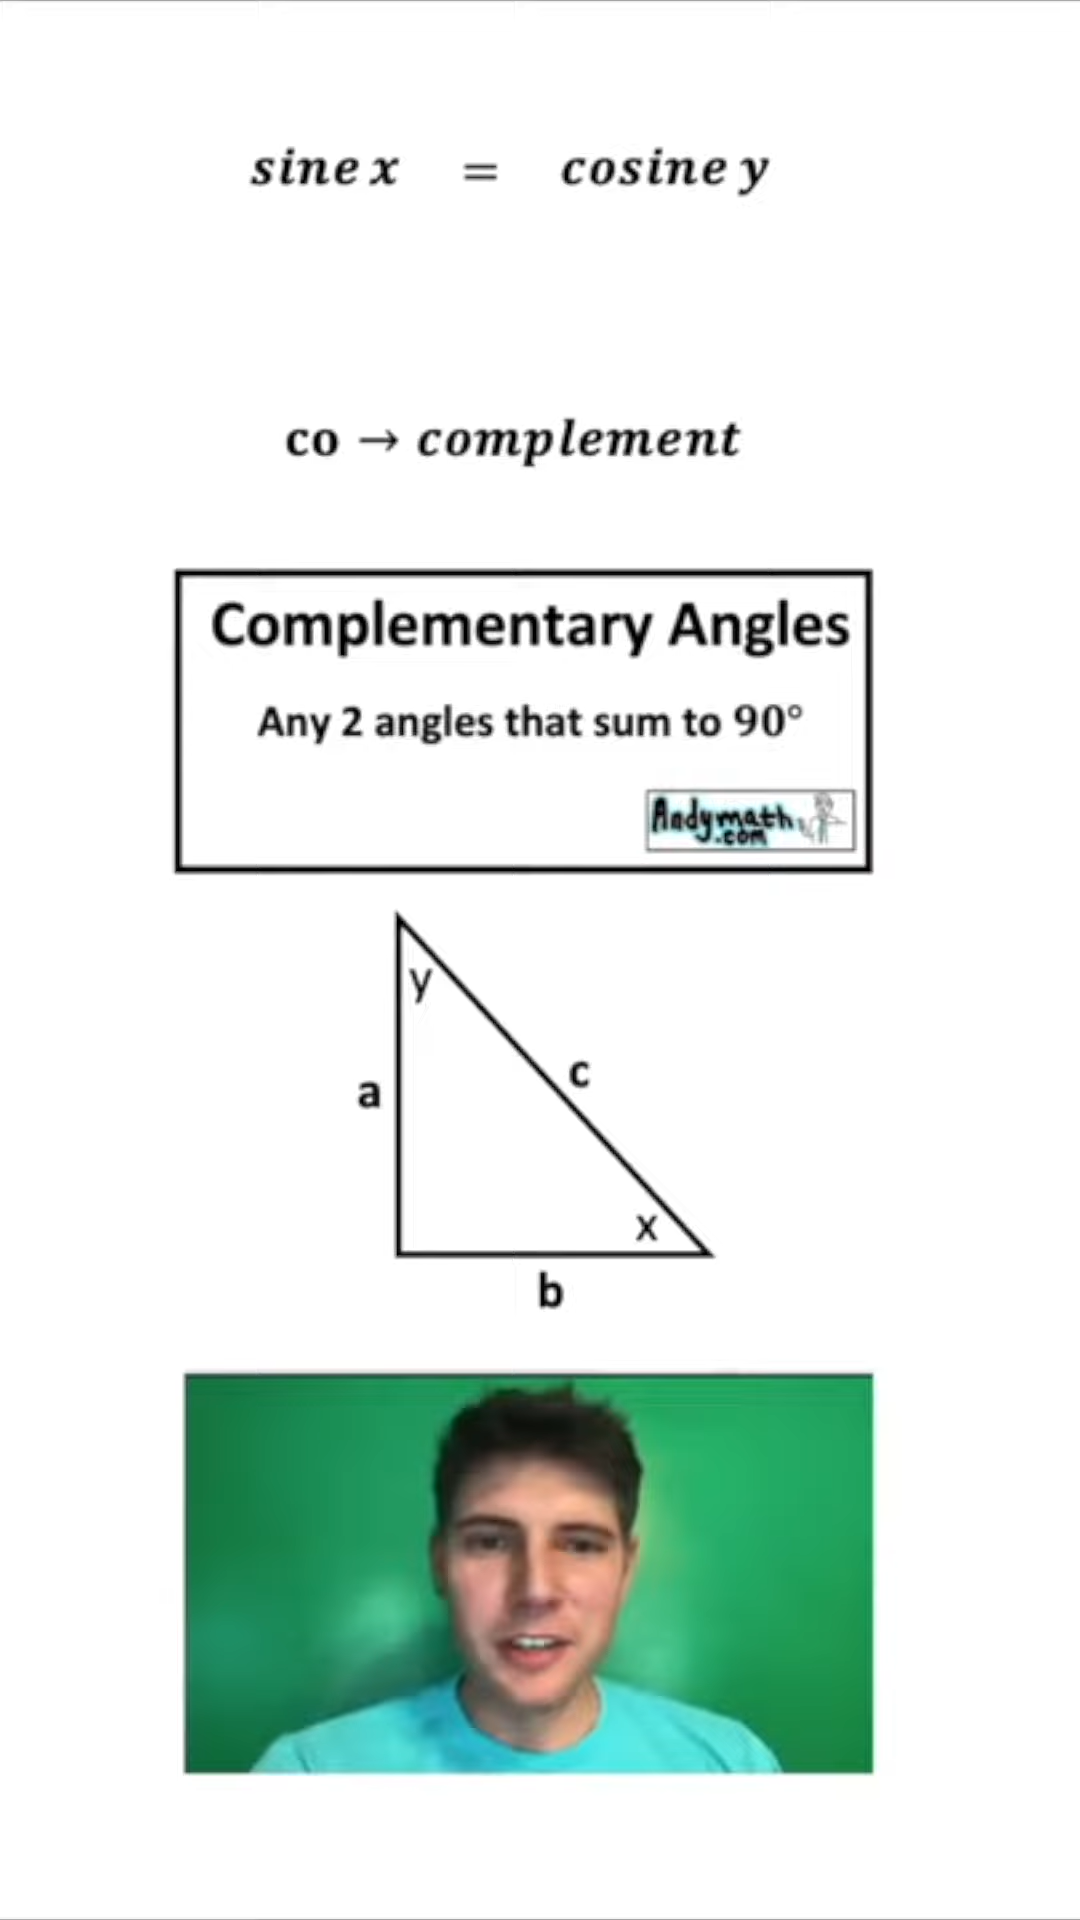 sine x = cosine y
co → complement
Complementary Angles
Any 2 angles that sum to 90°
Andymath
.com
y
a
c
x
b